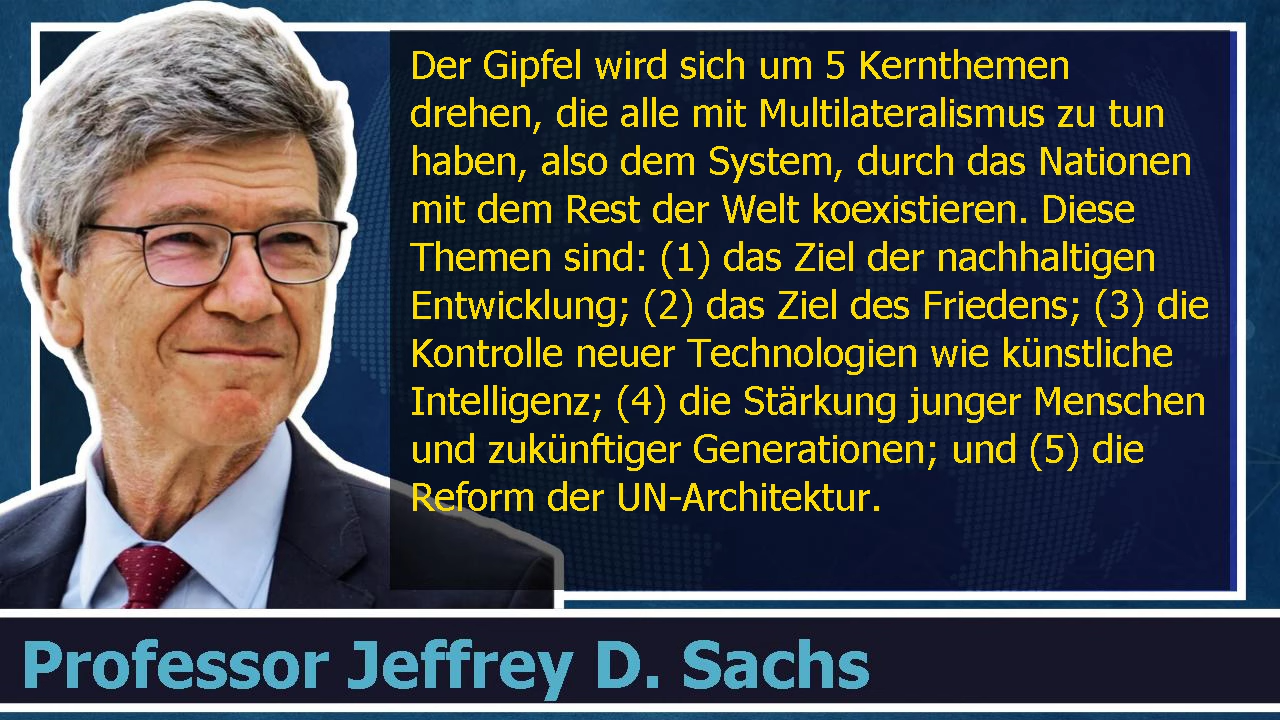 Der Gipfel wird sich um 5 Kernthemen
drehen, die alle mit Multilateralismus zu tun
haben, also dem System, durch das Nationen
mit dem Rest der Welt koexistieren. Diese
Themen sind: (1) das Ziel der nachhaltigen
Entwicklung; (2) das Ziel des Friedens; (3) die
Kontrolle neuer Technologien wie künstliche
Intelligenz; (4) die Stärkung junger Menschen
und zukünftiger Generationen; und (5) die
Reform der UN-Architektur.
Professor Jeffrey D. Sachs